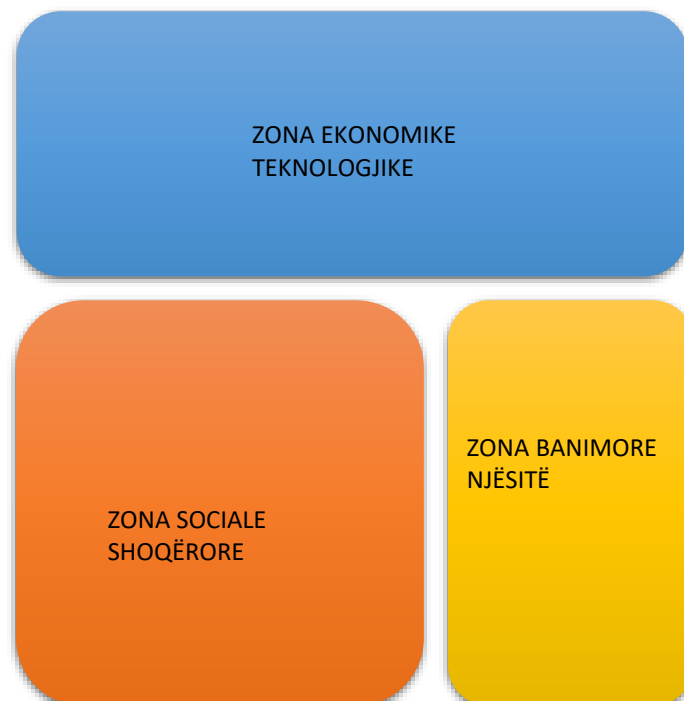 ZONA EKONOMIKE
TEKNOLOGJIKE
ZONA SOCIALE
SHOQËRORE
ZONA BANIMORE
NJËSITË